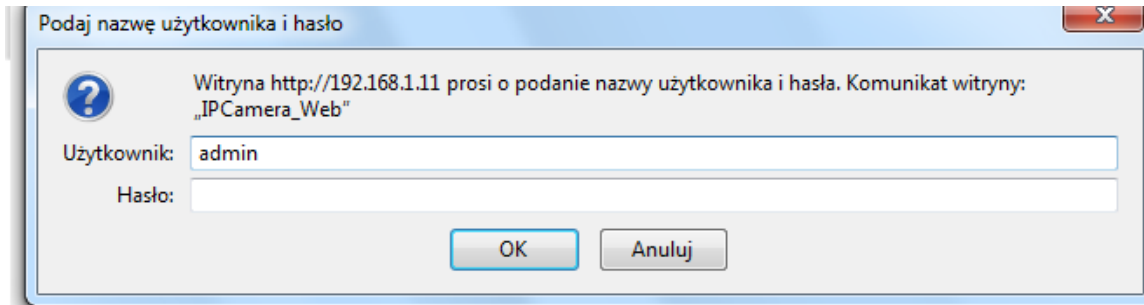 Podaj nazwę użytkownika i hasło
Witryna http://192.168.1.11 prosi o podanie nazwy użytkownika i hasła. Komunikat witryny:
„IPCamera_Web”
Użytkownik: admin
Hasło:
OK Anuluj